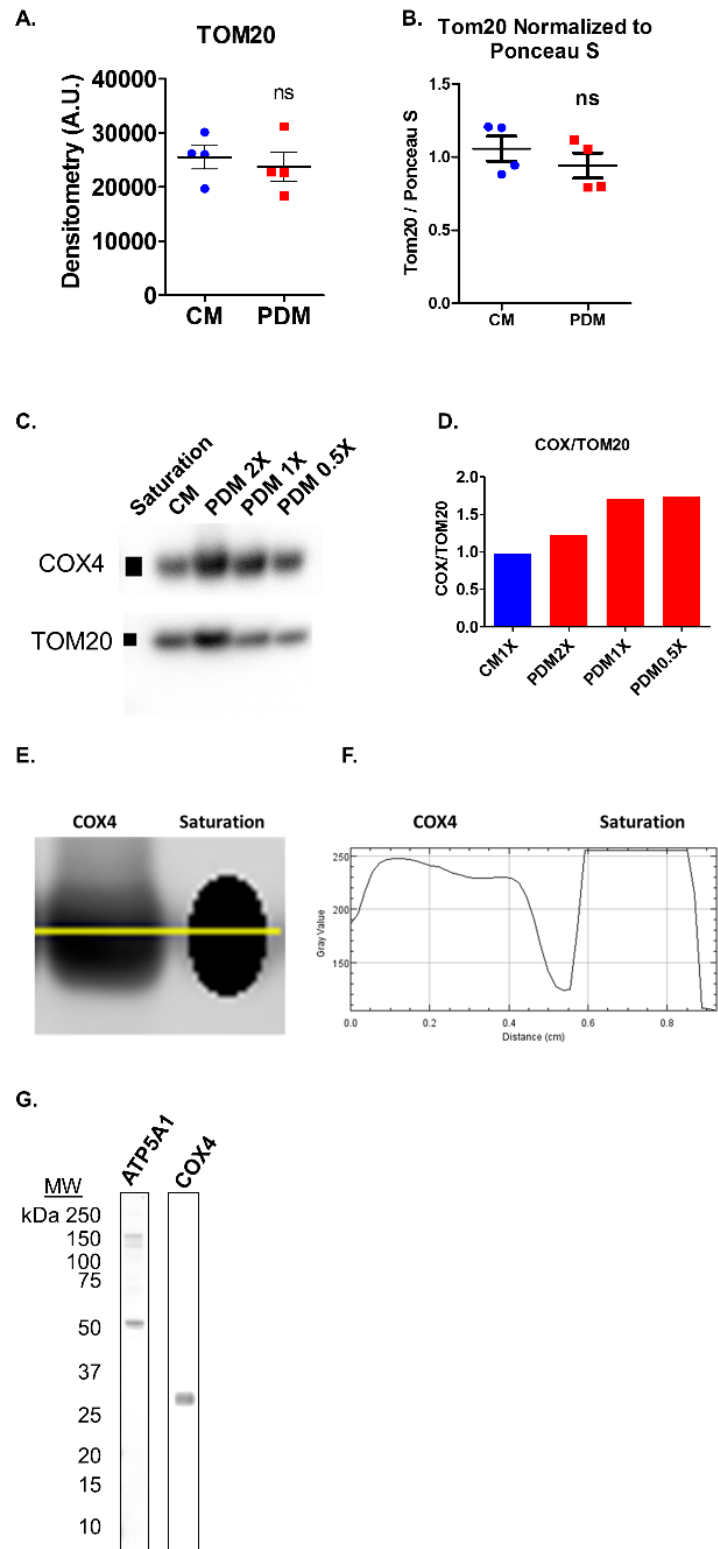 A.
TOM20
40000
30000
20000
10000
0
Densitometry (A.U.)
ns
CM PDM
B.
Tom20 Normalized to
Ponceau S
1.5
1.0
0.5
0.0
Tom20 / Ponceau S
ns
CM PDM
C.
Saturation
CM
PDM 2X
PDM 1X
PDM 0.5X
COX4
TOM20
D.
COX/TOM20
2.0
1.5
1.0
0.5
0.0
COX/TOM20
CM1X
PDM2X
PDM1X
PDM0.5X
E.
COX4 Saturation
F.
COX4 Saturation
250
200
150
Gray Value
0.0 0.2 0.4 0.6 0.8
Distance (cm)
G.
ATP5A1
COX4
MW
kDa 250
150
100
75
50
37
25
20
15
10